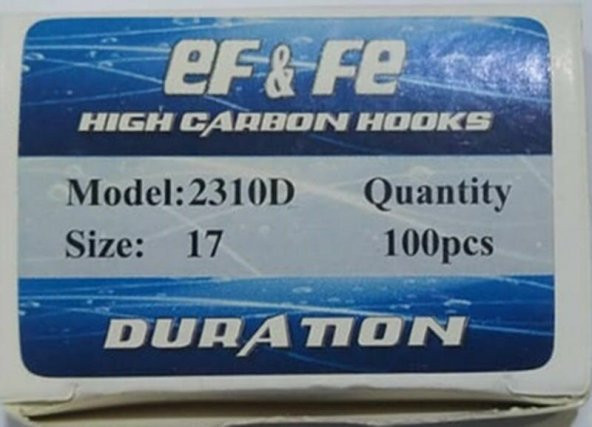 EF & FE
HIGH CARBON HOOKS
Model:2310D Quantity
Size: 17 100pcs
DURATION